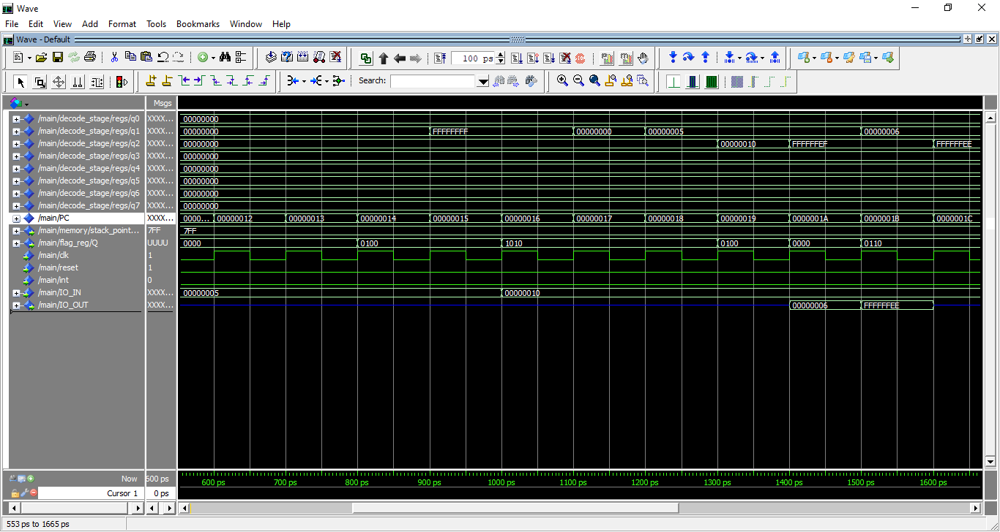 Wave
File Edit View Add Format Tools Bookmarks Window Help
Wave - Default
100 ps
Search:
Msgs
/main/decode_stage/regs/q0 XXXX... 00000000
/main/decode_stage/regs/q1 XXXX... 00000000 FFFFFFFF 00000000 00000005 00000006
/main/decode_stage/regs/q2 XXXX... 00000000 00000010 FFFFFFEF FFFFFFEE
/main/decode_stage/regs/q3 XXXX... 00000000
/main/decode_stage/regs/q4 XXXX... 00000000
/main/decode_stage/regs/q5 XXXX... 00000000
/main/decode_stage/regs/q6 XXXX... 00000000
/main/decode_stage/regs/q7 XXXX... 00000000
/main/PC XXXX... 0000... 00000012 00000013 00000014 00000015 00000016 00000017 00000018 00000019 0000001A 0000001B 0000001C
/main/memory/stack_point... 7FF 7FF
/main/flag_reg/Q UUUU 0000 0100 1010 0100 0000 0110
/main/clk 1
/main/reset 1
/main/int 0
/main/IO_IN XXXX... 00000005 00000010
/main/IO_OUT XXXX... 00000006 FFFFFFEE
Now 600 ps 600 ps 700 ps 800 ps 900 ps 1000 ps 1100 ps 1200 ps 1300 ps 1400 ps 1500 ps 1600 ps
Cursor 1 0 ps
553 ps to 1665 ps